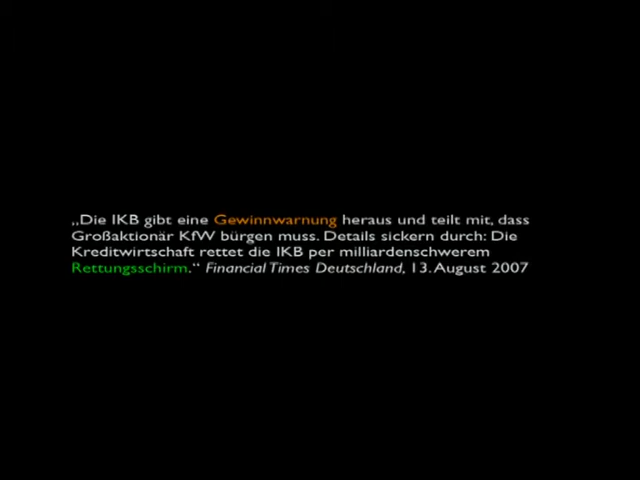 „Die IKB gibt eine Gewinnwarnung heraus und teilt mit, dass
Großaktionär KfW bürgen muss. Details sickern durch: Die
Kreditwirtschaft rettet die IKB per milliardenschwerem
Rettungsschirm.“ Financial Times Deutschland, 13. August 2007